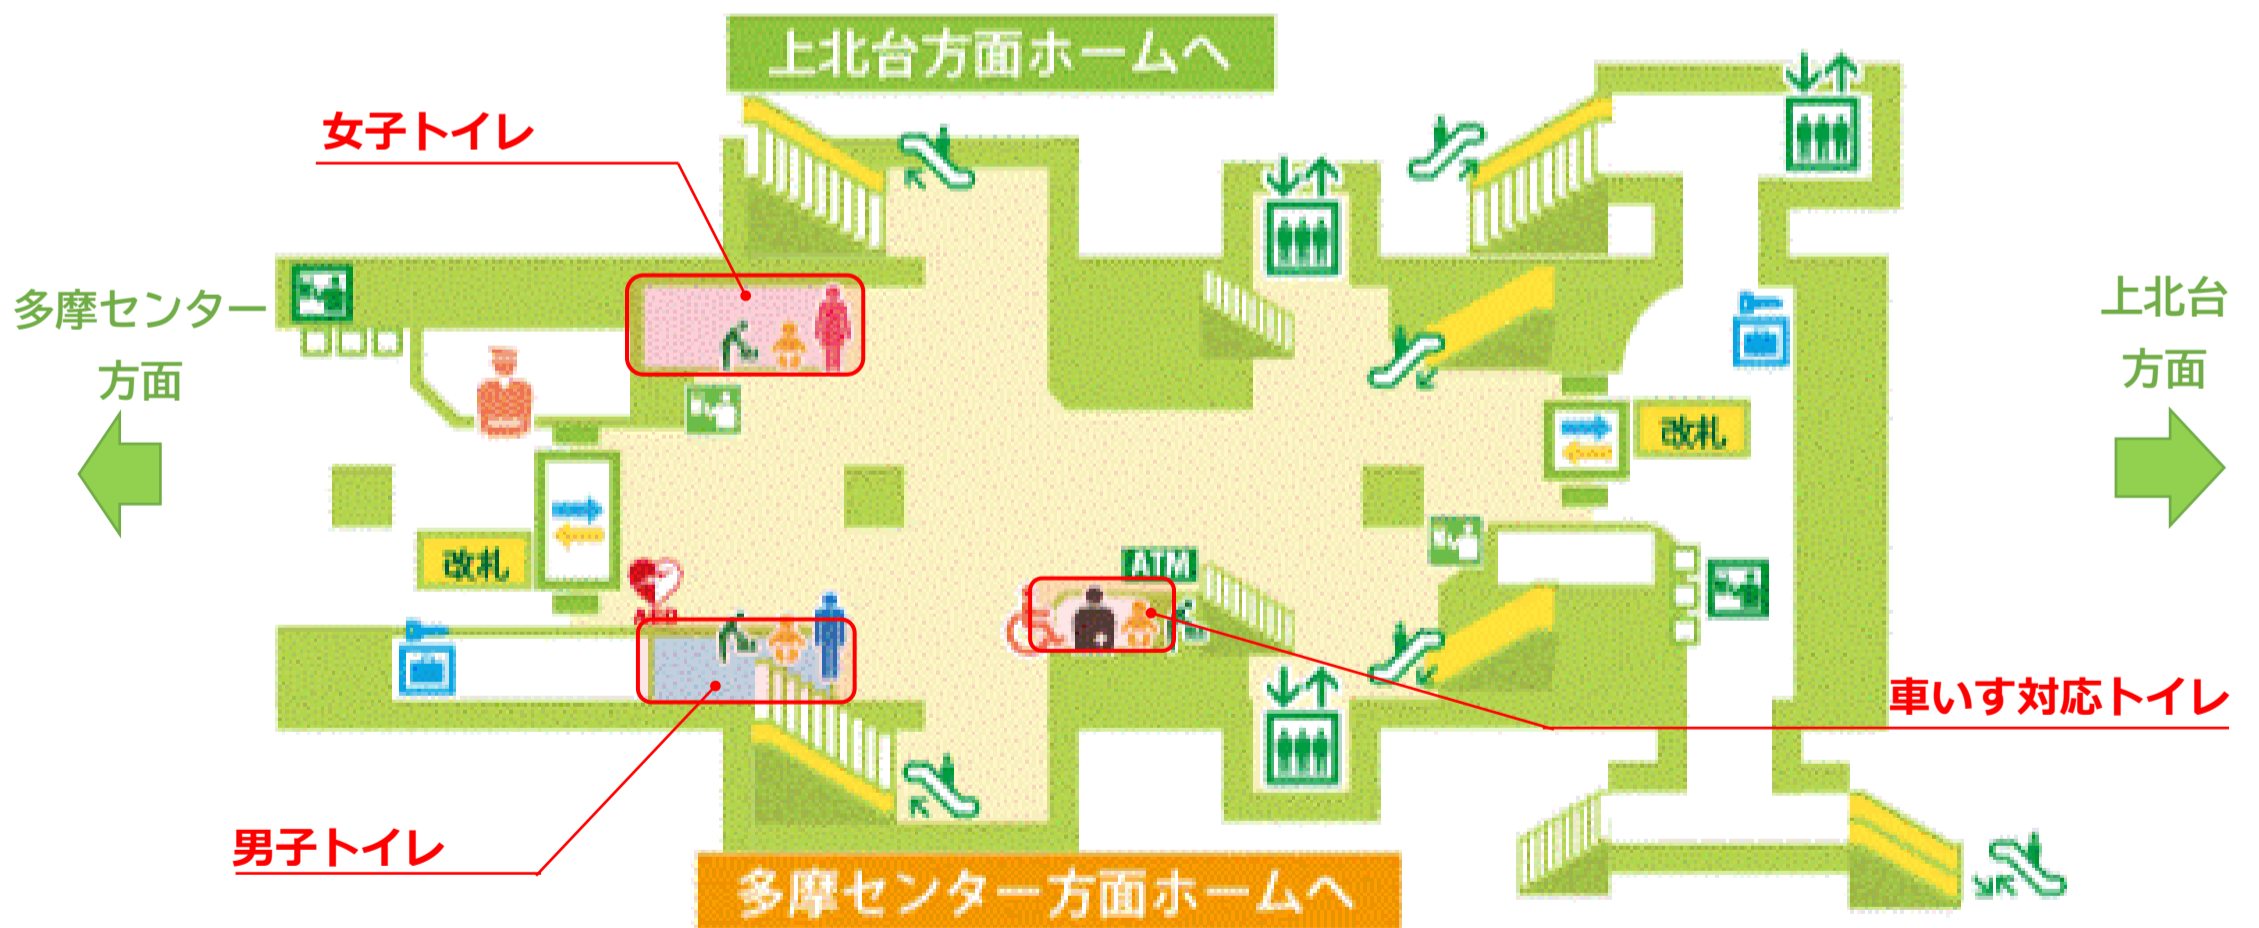 上北台方面ホームへ
女子トイレ
多摩センター
方面
上北台
方面
改札
改札
ATM
AED
車いす対応トイレ
男子トイレ
多摩センター方面ホームへ